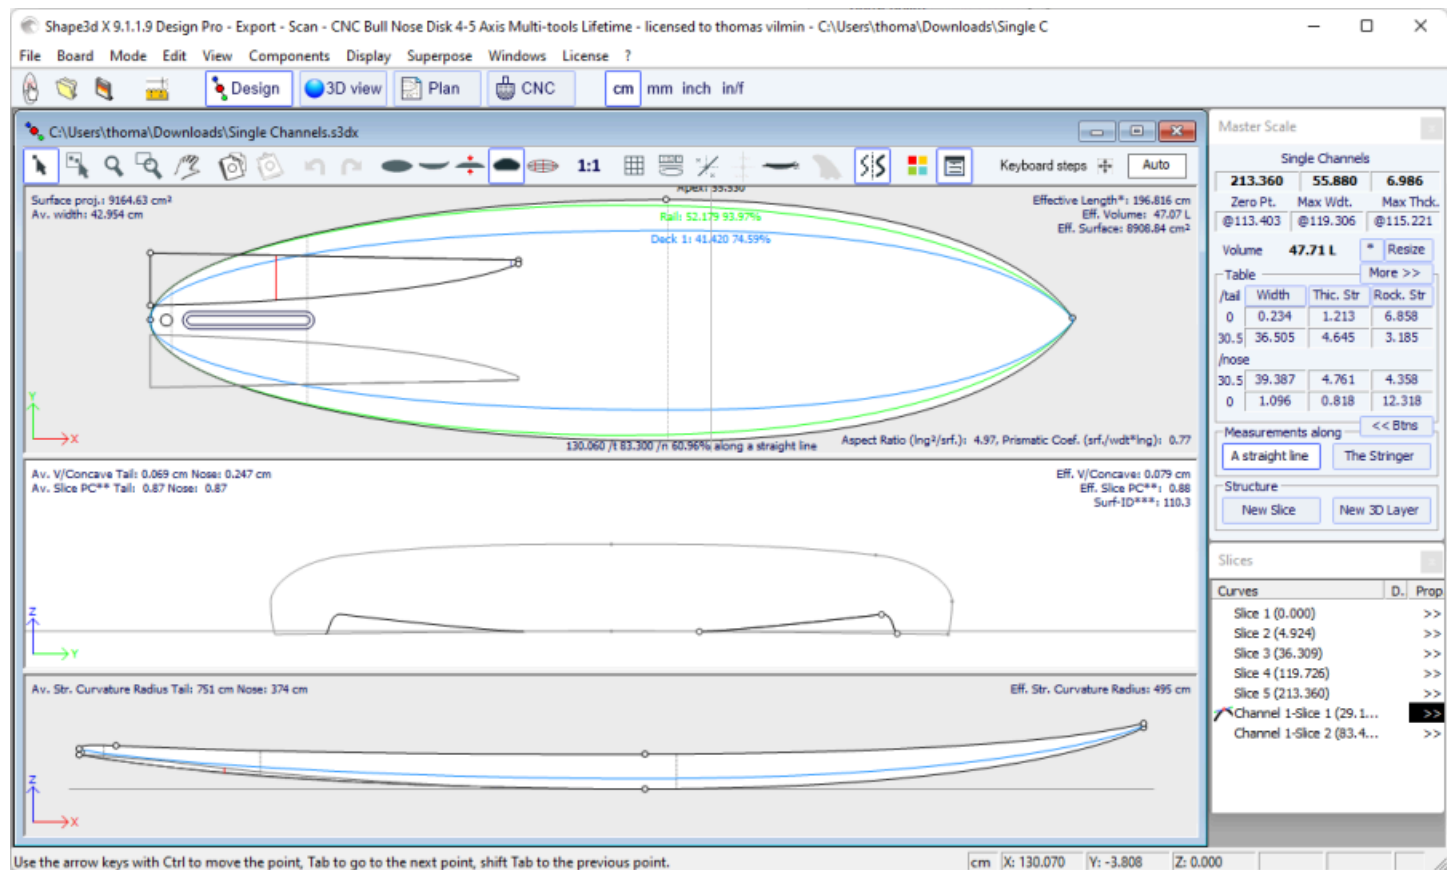 Shape3d X 9.1.1.9 Design Pro - Export - Scan - CNC Bull Nose Disk 4-5 Axis Multi-tools Lifetime - licensed to thomas vilmin - C:\Users\thoma\Downloads\Single C
File Board Mode Edit View Components Display Superpose Windows License ?
Design 3D view Plan CNC cm mm inch in/f
C:\Users\thoma\Downloads\Single Channels.s3dx
1:1 Keyboard steps Auto
Surface proj.: 9164.63 cm²
Av. width: 42.954 cm
Apex: 55.550
Rail: 52.179 93.97%
Deck 1: 41.420 74.59%
Effective Length*: 196.816 cm
Eff. Volume: 47.07 L
Eff. Surface: 8908.84 cm²
Y
X
130.060 /t 83.300 /n 60.96% along a straight line
Aspect Ratio (lng²/srf.): 4.97, Prismatic Coef. (srf./wdt*lng): 0.77
Av. V/Concave Tail: 0.069 cm Nose: 0.247 cm
Av. Slice PC** Tail: 0.87 Nose: 0.87
Eff. V/Concave: 0.079 cm
Eff. Slice PC**: 0.88
Surf-ID***: 110.3
Z
Y
Av. Str. Curvature Radius Tail: 751 cm Nose: 374 cm
Eff. Str. Curvature Radius: 495 cm
Z
X
Master Scale
Single Channels
213.360 55.880 6.986
Zero Pt. Max Wdt. Max Thck.
@113.403 @119.306 @115.221
Volume 47.71 L * Resize
Table More >>
/tail Width Thic. Str Rock. Str
0 0.234 1.213 6.858
30.5 36.505 4.645 3.185
/nose
30.5 39.387 4.761 4.358
0 1.096 0.818 12.318
<< Btns
Measurements along
A straight line The Stringer
Structure
New Slice New 3D Layer
Slices
Curves D. Prop
Slice 1 (0.000) >>
Slice 2 (4.924) >>
Slice 3 (36.309) >>
Slice 4 (119.726) >>
Slice 5 (213.360) >>
Channel 1-Slice 1 (29.1... >>
Channel 1-Slice 2 (83.4... >>
Use the arrow keys with Ctrl to move the point, Tab to go to the next point, shift Tab to the previous point.
cm X: 130.070 Y: -3.808 Z: 0.000